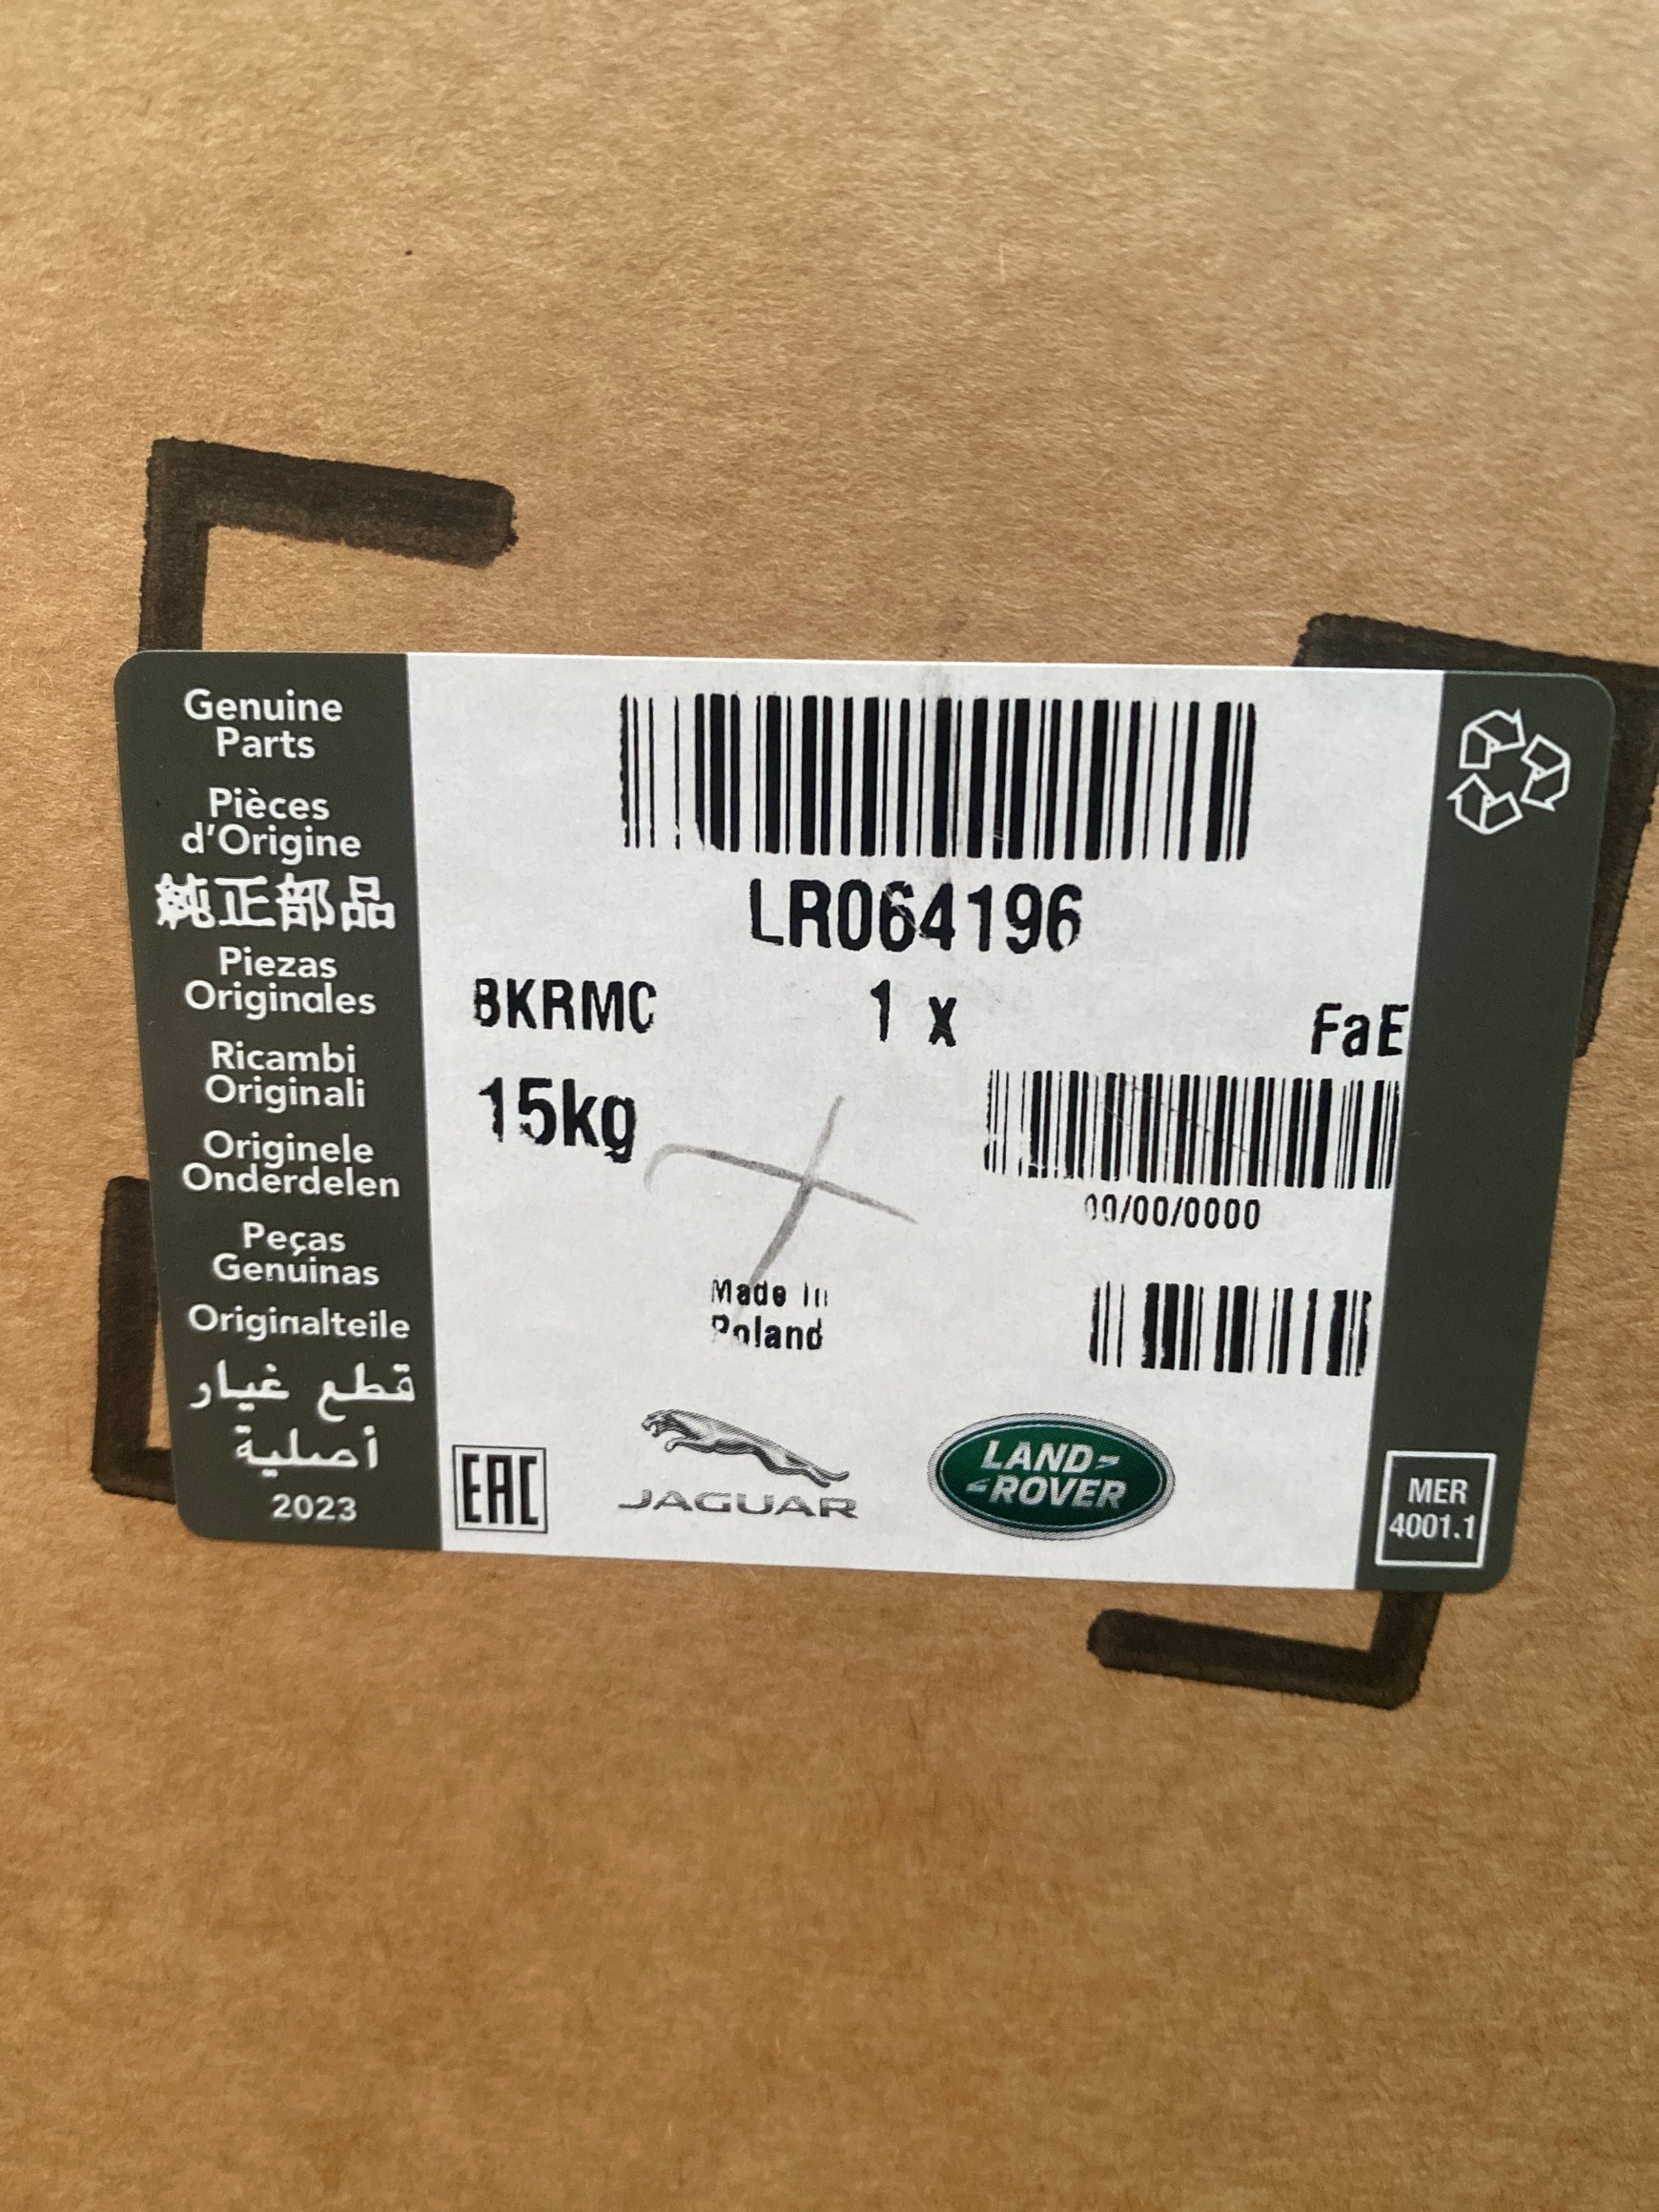 Genuine
Parts
Pièces
d'Origine
純正部品
Piezas
Originales
Ricambi
Originali
Originele
Onderdelen
Peças
Genuinas
Originalteile
قطع غيار
أصلية
2023
LR064196
BKRMC 1 x FaE
15kg
00/00/0000
Made in
Poland
EAC
JAGUAR
LAND-
-ROVER
MER
4001.1